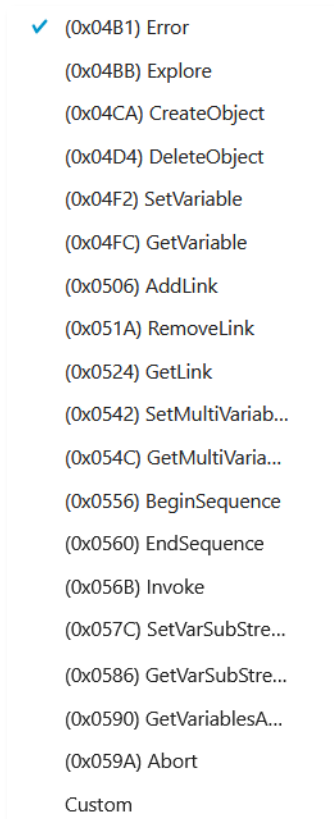 (0x04B1) Error
(0x04BB) Explore
(0x04CA) CreateObject
(0x04D4) DeleteObject
(0x04F2) SetVariable
(0x04FC) GetVariable
(0x0506) AddLink
(0x051A) RemoveLink
(0x0524) GetLink
(0x0542) SetMultiVariab...
(0x054C) GetMultiVaria...
(0x0556) BeginSequence
(0x0560) EndSequence
(0x056B) Invoke
(0x057C) SetVarSubStre...
(0x0586) GetVarSubStre...
(0x0590) GetVariablesA...
(0x059A) Abort
Custom